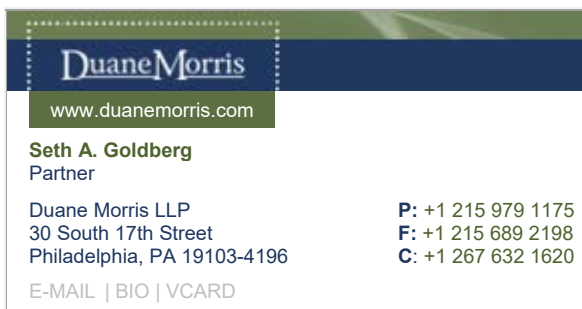 DuaneMorris
www.duanemorris.com
Seth A. Goldberg
Partner
Duane Morris LLP
30 South 17th Street
Philadelphia, PA 19103-4196
P: +1 215 979 1175
F: +1 215 689 2198
C: +1 267 632 1620
E-MAIL | BIO | VCARD